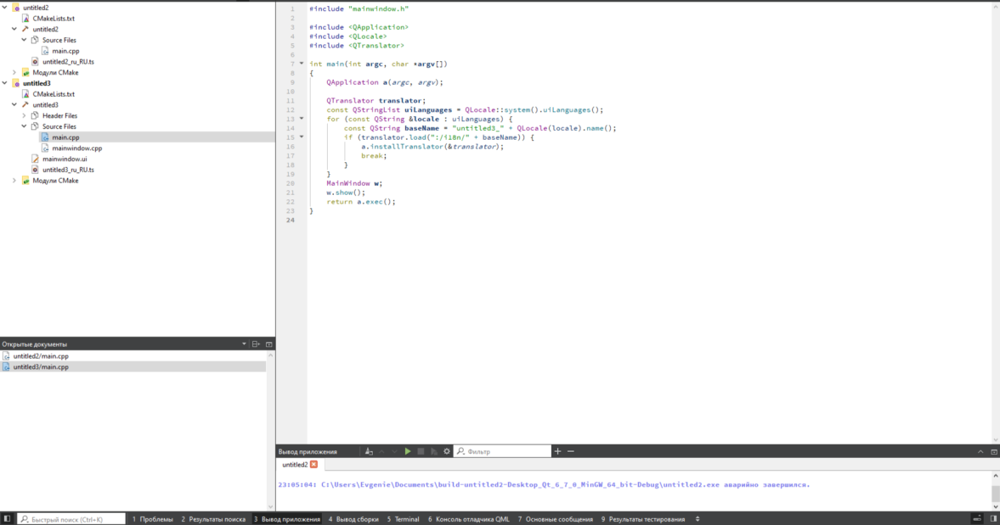 untitled2
CMakeLists.txt
untitled2
Source Files
main.cpp
untitled2_ru_RU.ts
Модули CMake
untitled3
CMakeLists.txt
untitled3
Header Files
Source Files
main.cpp
mainwindow.cpp
mainwindow.ui
untitled3_ru_RU.ts
Модули CMake
Открытые документы
untitled2/main.cpp
untitled3/main.cpp
1 #include "mainwindow.h"
2
3 #include <QApplication>
4 #include <QLocale>
5 #include <QTranslator>
6
7 int main(int argc, char *argv[])
8 {
9 QApplication a(argc, argv);
10
11 QTranslator translator;
12 const QStringList uiLanguages = QLocale::system().uiLanguages();
13 for (const QString &locale : uiLanguages) {
14 const QString baseName = "untitled3_" + QLocale(locale).name();
15 if (translator.load(":/i18n/" + baseName)) {
16 a.installTranslator(&translator);
17 break;
18 }
19 }
20 MainWindow w;
21 w.show();
22 return a.exec();
23 }
24
Вывод приложения Фильтр
untitled2
23:05:04: C:\Users\Evgenie\Documents\build-untitled2-Desktop_Qt_6_7_0_MinGW_64_bit-Debug\untitled2.exe аварийно завершился.
Быстрый поиск (Ctrl+K) 1 Проблемы 2 Результаты поиска 3 Вывод приложения 4 Вывод сборки 5 Terminal 6 Консоль отладчика QML 7 Основные сообщения 9 Результаты тестирования